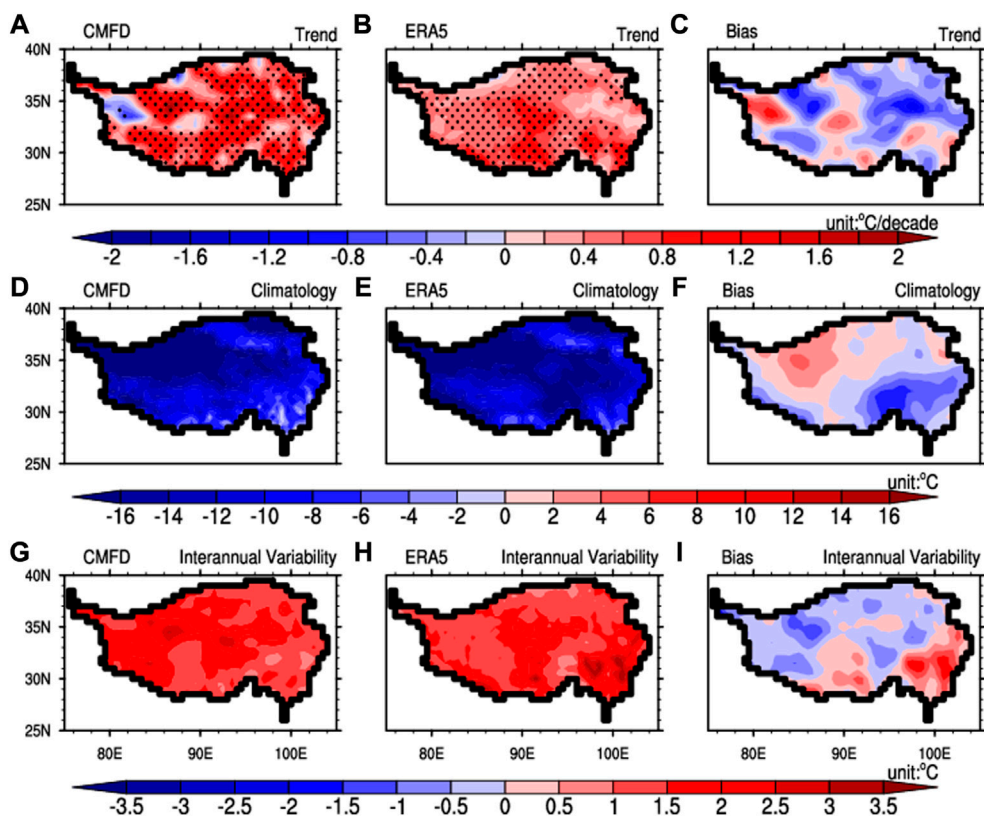 A CMFD Trend B ERA5 Trend C Bias Trend
40N
35N
30N
25N
unit:°C/decade
-2 -1.6 -1.2 -0.8 -0.4 0 0.4 0.8 1.2 1.6 2
D CMFD Climatology E ERA5 Climatology F Bias Climatology
40N
35N
30N
25N
unit:°C
-16 -14 -12 -10 -8 -6 -4 -2 0 2 4 6 8 10 12 14 16
G CMFD Interannual Variability H ERA5 Interannual Variability I Bias Interannual Variability
40N
35N
30N
25N
80E 90E 100E 80E 90E 100E 80E 90E 100E
unit:°C
-3.5 -3 -2.5 -2 -1.5 -1 -0.5 0 0.5 1 1.5 2 2.5 3 3.5